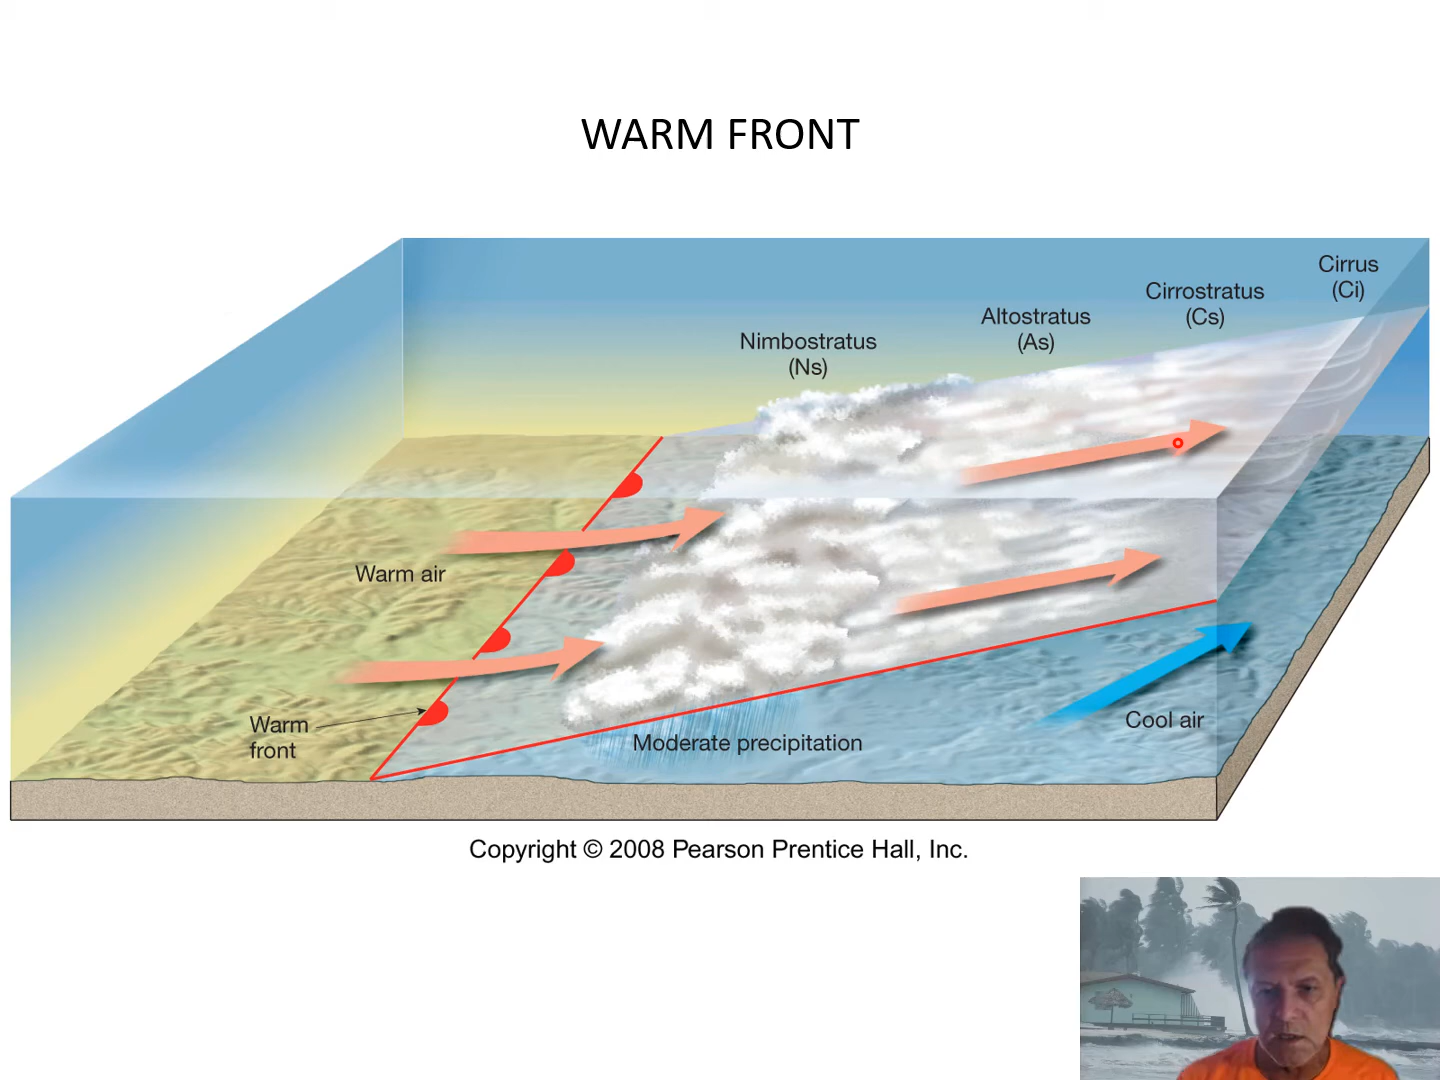 WARM FRONT
Cirrus
(Ci)
Cirrostratus
(Cs)
Altostratus
(As)
Nimbostratus
(Ns)
Warm air
Warm
front
Moderate precipitation
Cool air
Copyright © 2008 Pearson Prentice Hall, Inc.